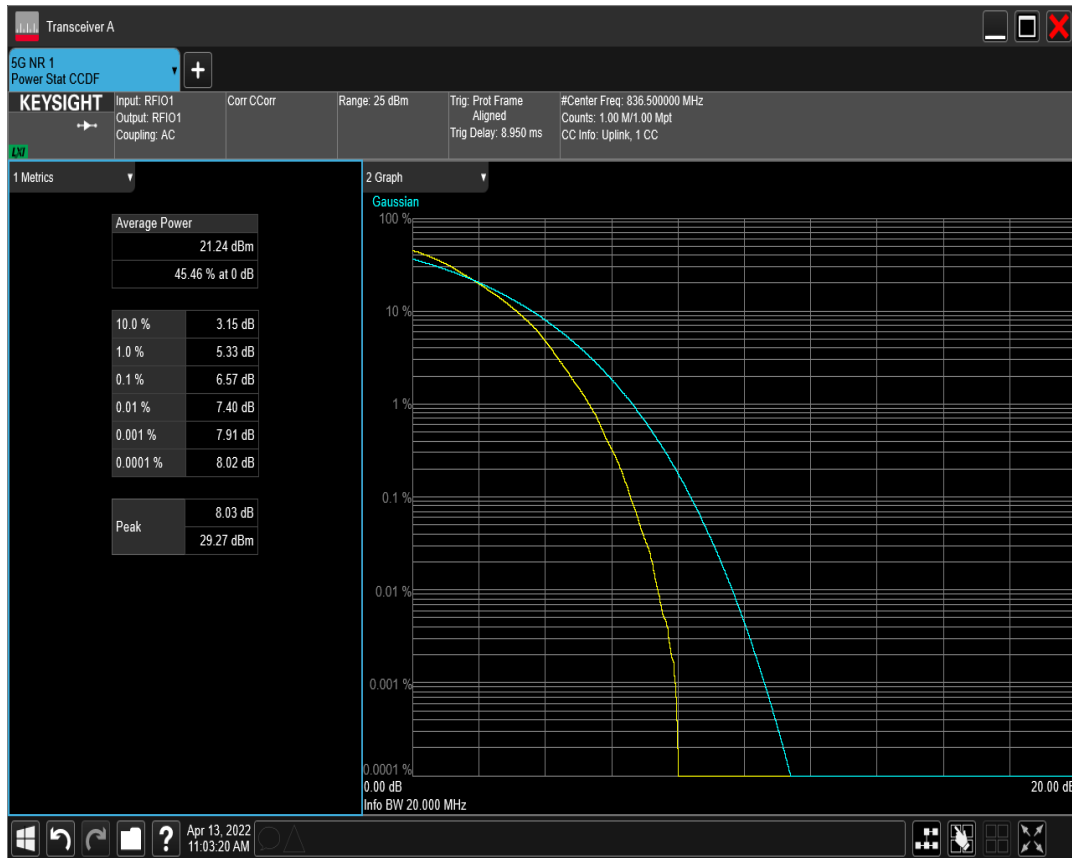 Transceiver A
5G NR 1
Power Stat CCDF
+
KEYSIGHT
LXI
Input: RFIO1
Output: RFIO1
Coupling: AC
Corr CCorr
Range: 25 dBm
Trig: Prot Frame
Aligned
Trig Delay: 8.950 ms
#Center Freq: 836.500000 MHz
Counts: 1.00 M/1.00 Mpt
CC Info: Uplink, 1 CC
1 Metrics
Average Power
21.24 dBm
45.46 % at 0 dB
10.0 % 3.15 dB
1.0 % 5.33 dB
0.1 % 6.57 dB
0.01 % 7.40 dB
0.001 % 7.91 dB
0.0001 % 8.02 dB
Peak
8.03 dB
29.27 dBm
2 Graph
Gaussian
100 %
10 %
1 %
0.1 %
0.01 %
0.001 %
0.0001 %
0.00 dB 20.00 dB
Info BW 20.000 MHz
?
Apr 13, 2022
11:03:20 AM